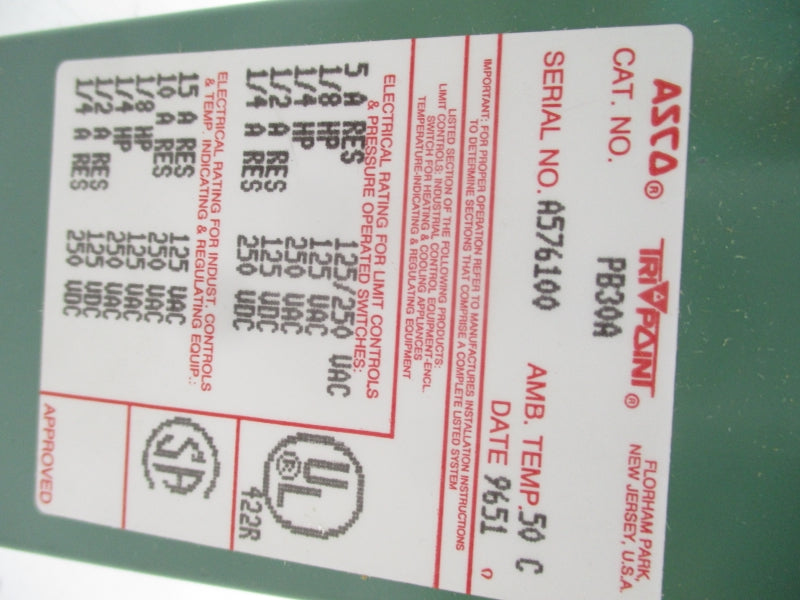 ASCO® TRI POINT® FLORHAM PARK,
NEW JERSEY, U.S.A.
CAT. NO. PB30A
SERIAL NO. A576100 AMB. TEMP. 50 C
DATE 9651
IMPORTANT: FOR PROPER OPERATION REFER TO MANUFACTURES INSTALLATION INSTRUCTIONS
TO DETERMINE SECTIONS THAT COMPRISE A COMPLETE LISTED SYSTEM
LISTED SECTION OF THE FOLLOWING PRODUCTS:
LIMIT CONTROLS: INDUSTRIAL CONTROL EQUIPMENT-ENCL.
SWITCH FOR HEATING & COOLING APPLIANCES
TEMPERATURE-INDICATING & REGULATING EQUIPMENT
ELECTRICAL RATING FOR LIMIT CONTROLS
& PRESSURE OPERATED SWITCHES:
5 A RES 125/250 VAC
1/8 HP 125 VAC
1/4 HP 250 VAC
1/2 A RES 125 VDC
1/4 A RES 250 VDC
ELECTRICAL RATING FOR INDUST. CONTROLS
& TEMP. INDICATING & REGULATING EQUIP.:
15 A RES 125 VAC
10 A RES 250 VAC
1/8 HP 125 VAC
1/4 HP 250 VAC
1/2 A RES 125 VDC
1/4 A RES 250 VDC
UL®
422R
SA
APPROVED